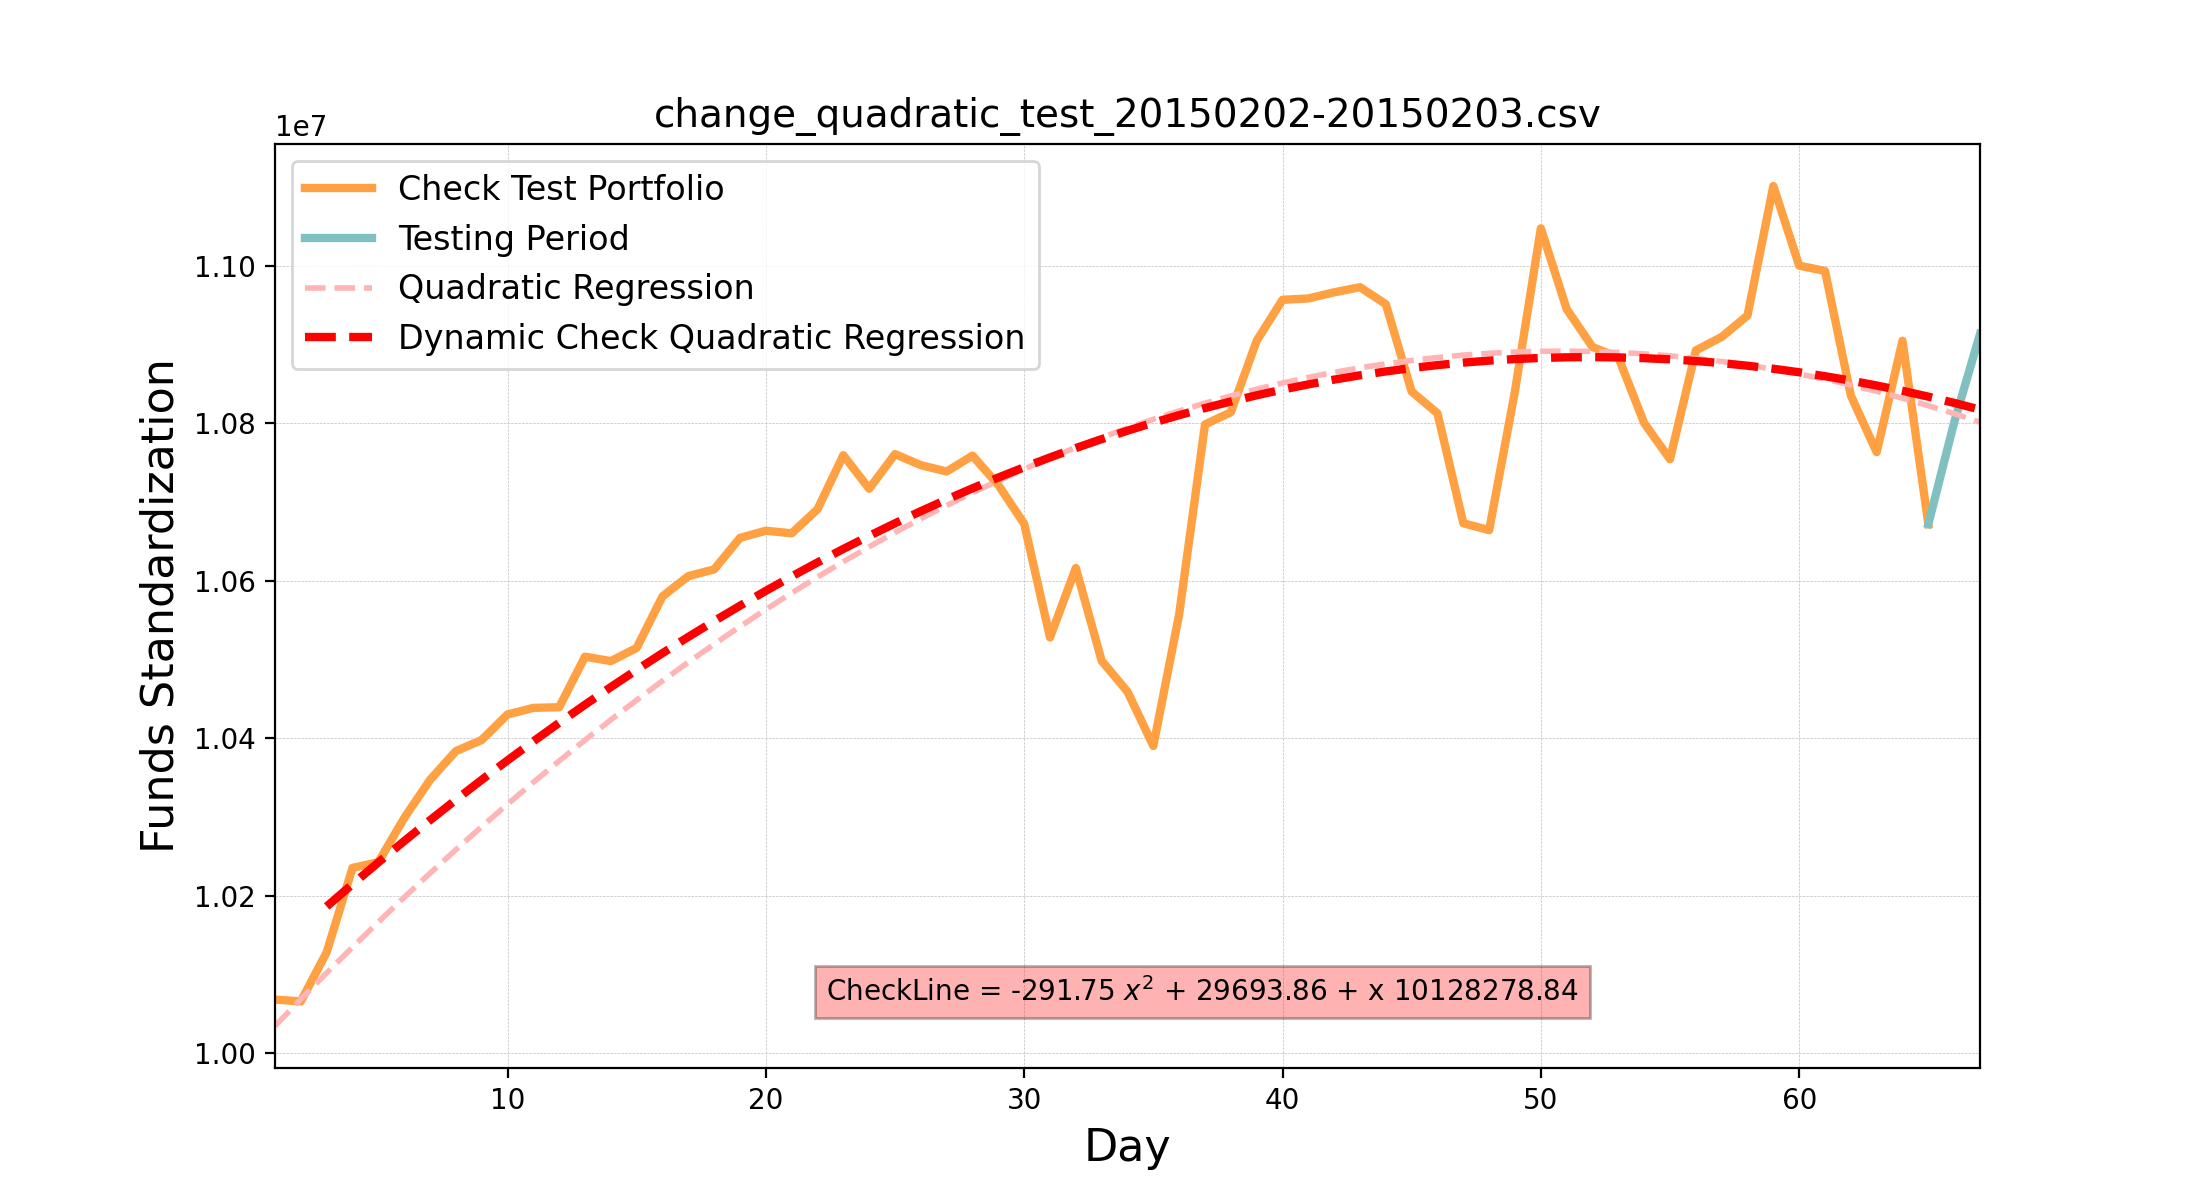 change_quadratic_test_20150202-20150203.csv
1e7
Check Test Portfolio
Testing Period
Quadratic Regression
Dynamic Check Quadratic Regression
1.10
1.08
1.06
1.04
1.02
1.00
Funds Standardization
CheckLine = -291.75 x² + 29693.86 + x 10128278.84
10 20 30 40 50 60
Day